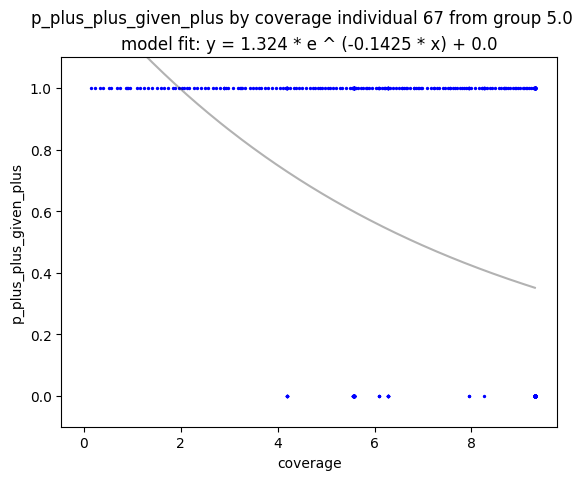 p_plus_plus_given_plus by coverage individual 67 from group 5.0
model fit: y = 1.324 * e ^ (-0.1425 * x) + 0.0
1.0
0.8
0.6
0.4
0.2
0.0
p_plus_plus_given_plus
0 2 4 6 8
coverage